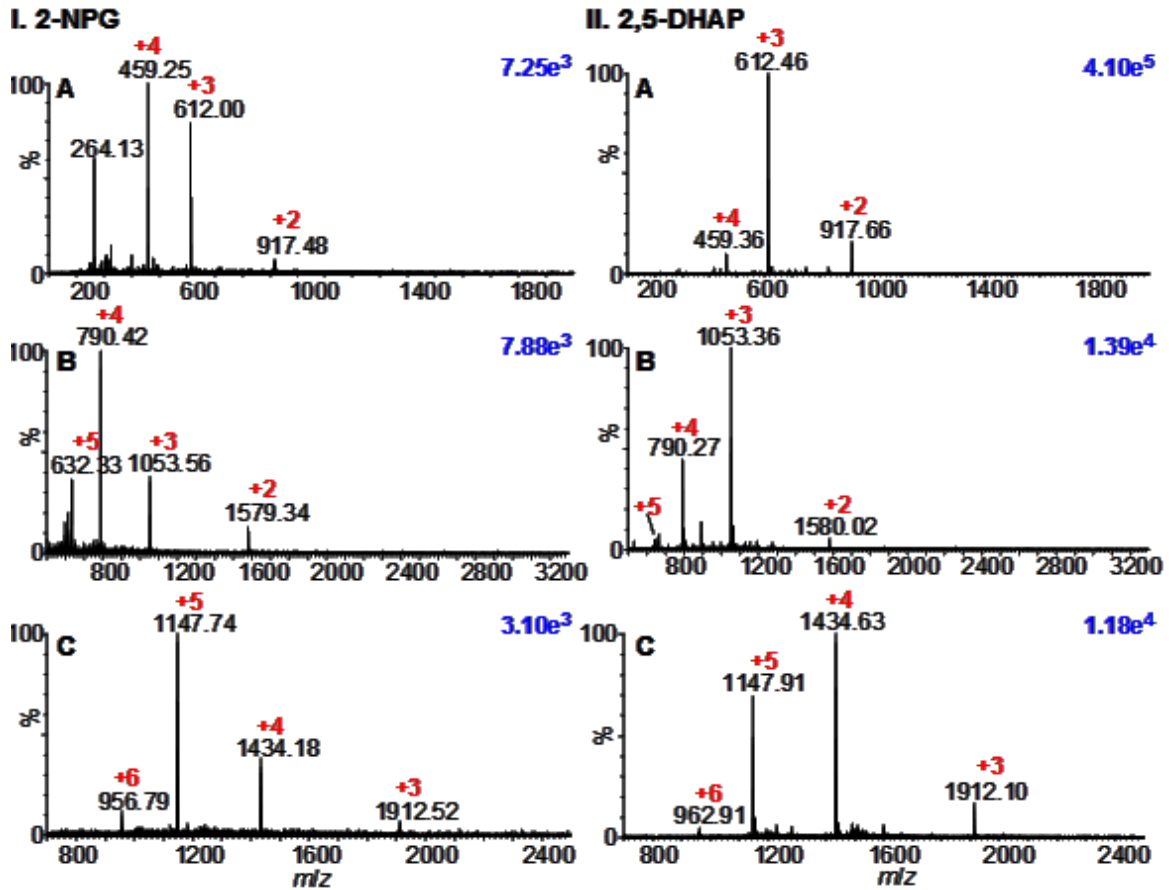 I. 2-NPG
A
7.25e³
100
%
0
264.13
+4
459.25
+3
612.00
+2
917.48
200 600 1000 1400 1800
B
7.88e³
100
%
0
+5
632.33
+4
790.42
+3
1053.56
+2
1579.34
800 1200 1600 2000 2400 2800 3200
C
3.10e³
100
%
0
+6
956.79
+5
1147.74
+4
1434.18
+3
1912.52
800 1200 1600 2000 2400
m/z
II. 2,5-DHAP
A
4.10e⁵
100
%
0
+4
459.36
+3
612.46
+2
917.66
200 600 1000 1400 1800
B
1.39e⁴
100
%
0
+5
+4
790.27
+3
1053.36
+2
1580.02
800 1200 1600 2000 2400 2800 3200
C
1.18e⁴
100
%
0
+6
962.91
+5
1147.91
+4
1434.63
+3
1912.10
800 1200 1600 2000 2400
m/z